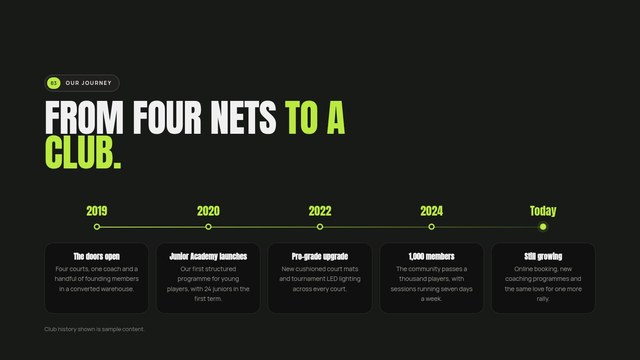 01 OUR JOURNEY
FROM FOUR NETS TO A
CLUB.
2019
2020
2022
2024
Today
The doors open
Four courts, one coach and a
handful of founding members
in a converted warehouse.
Junior Academy launches
Our first structured
programme for young
players, with 24 juniors in the
first term.
Pro-grade upgrade
New cushioned court mats
and tournament LED lighting
across every court.
1,000 members
The community passes a
thousand players, with
sessions running seven days
a week.
Still growing
Online booking, new
coaching programmes and
the same love for one more
rally.
Club history shown is sample content.